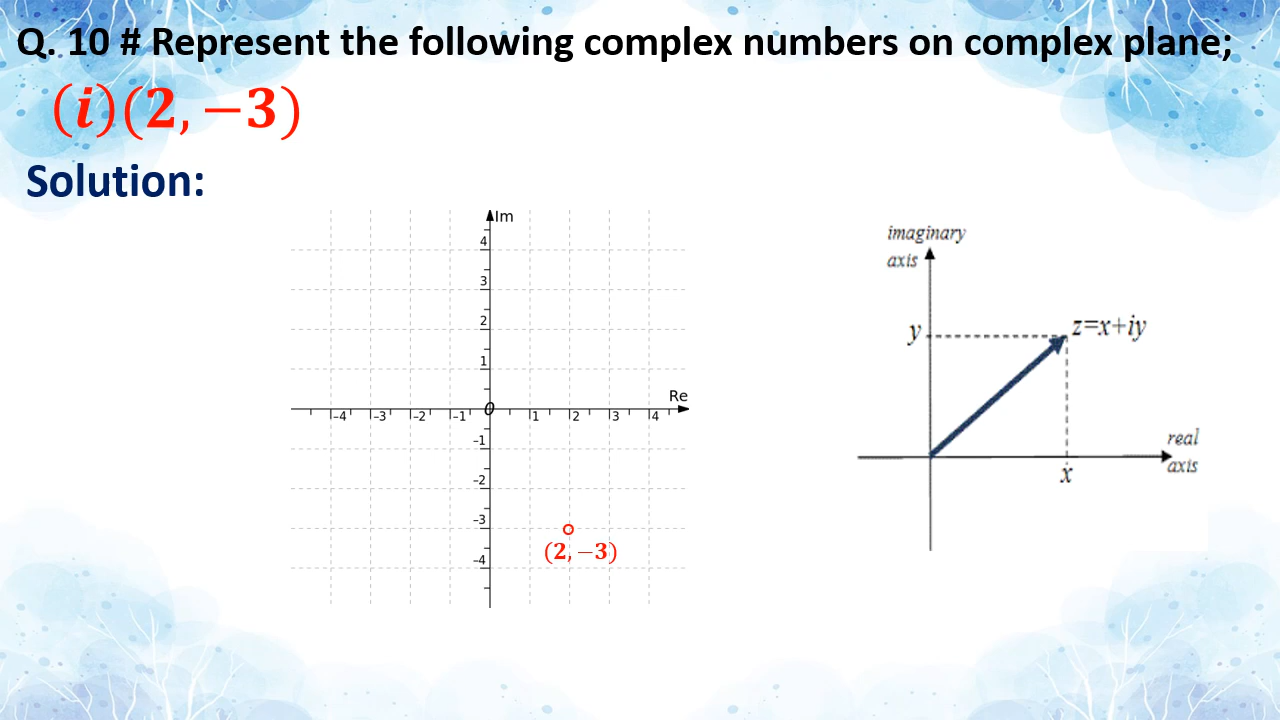 Q. 10 # Represent the following complex numbers on complex plane;
(i)(2, −3)
Solution:
Im
4
3
2
1
Re
0
-4 -3 -2 -1 1 2 3 4
-1
-2
-3
-4
(2, −3)
imaginary
axis
y
z=x+iy
real
axis
x